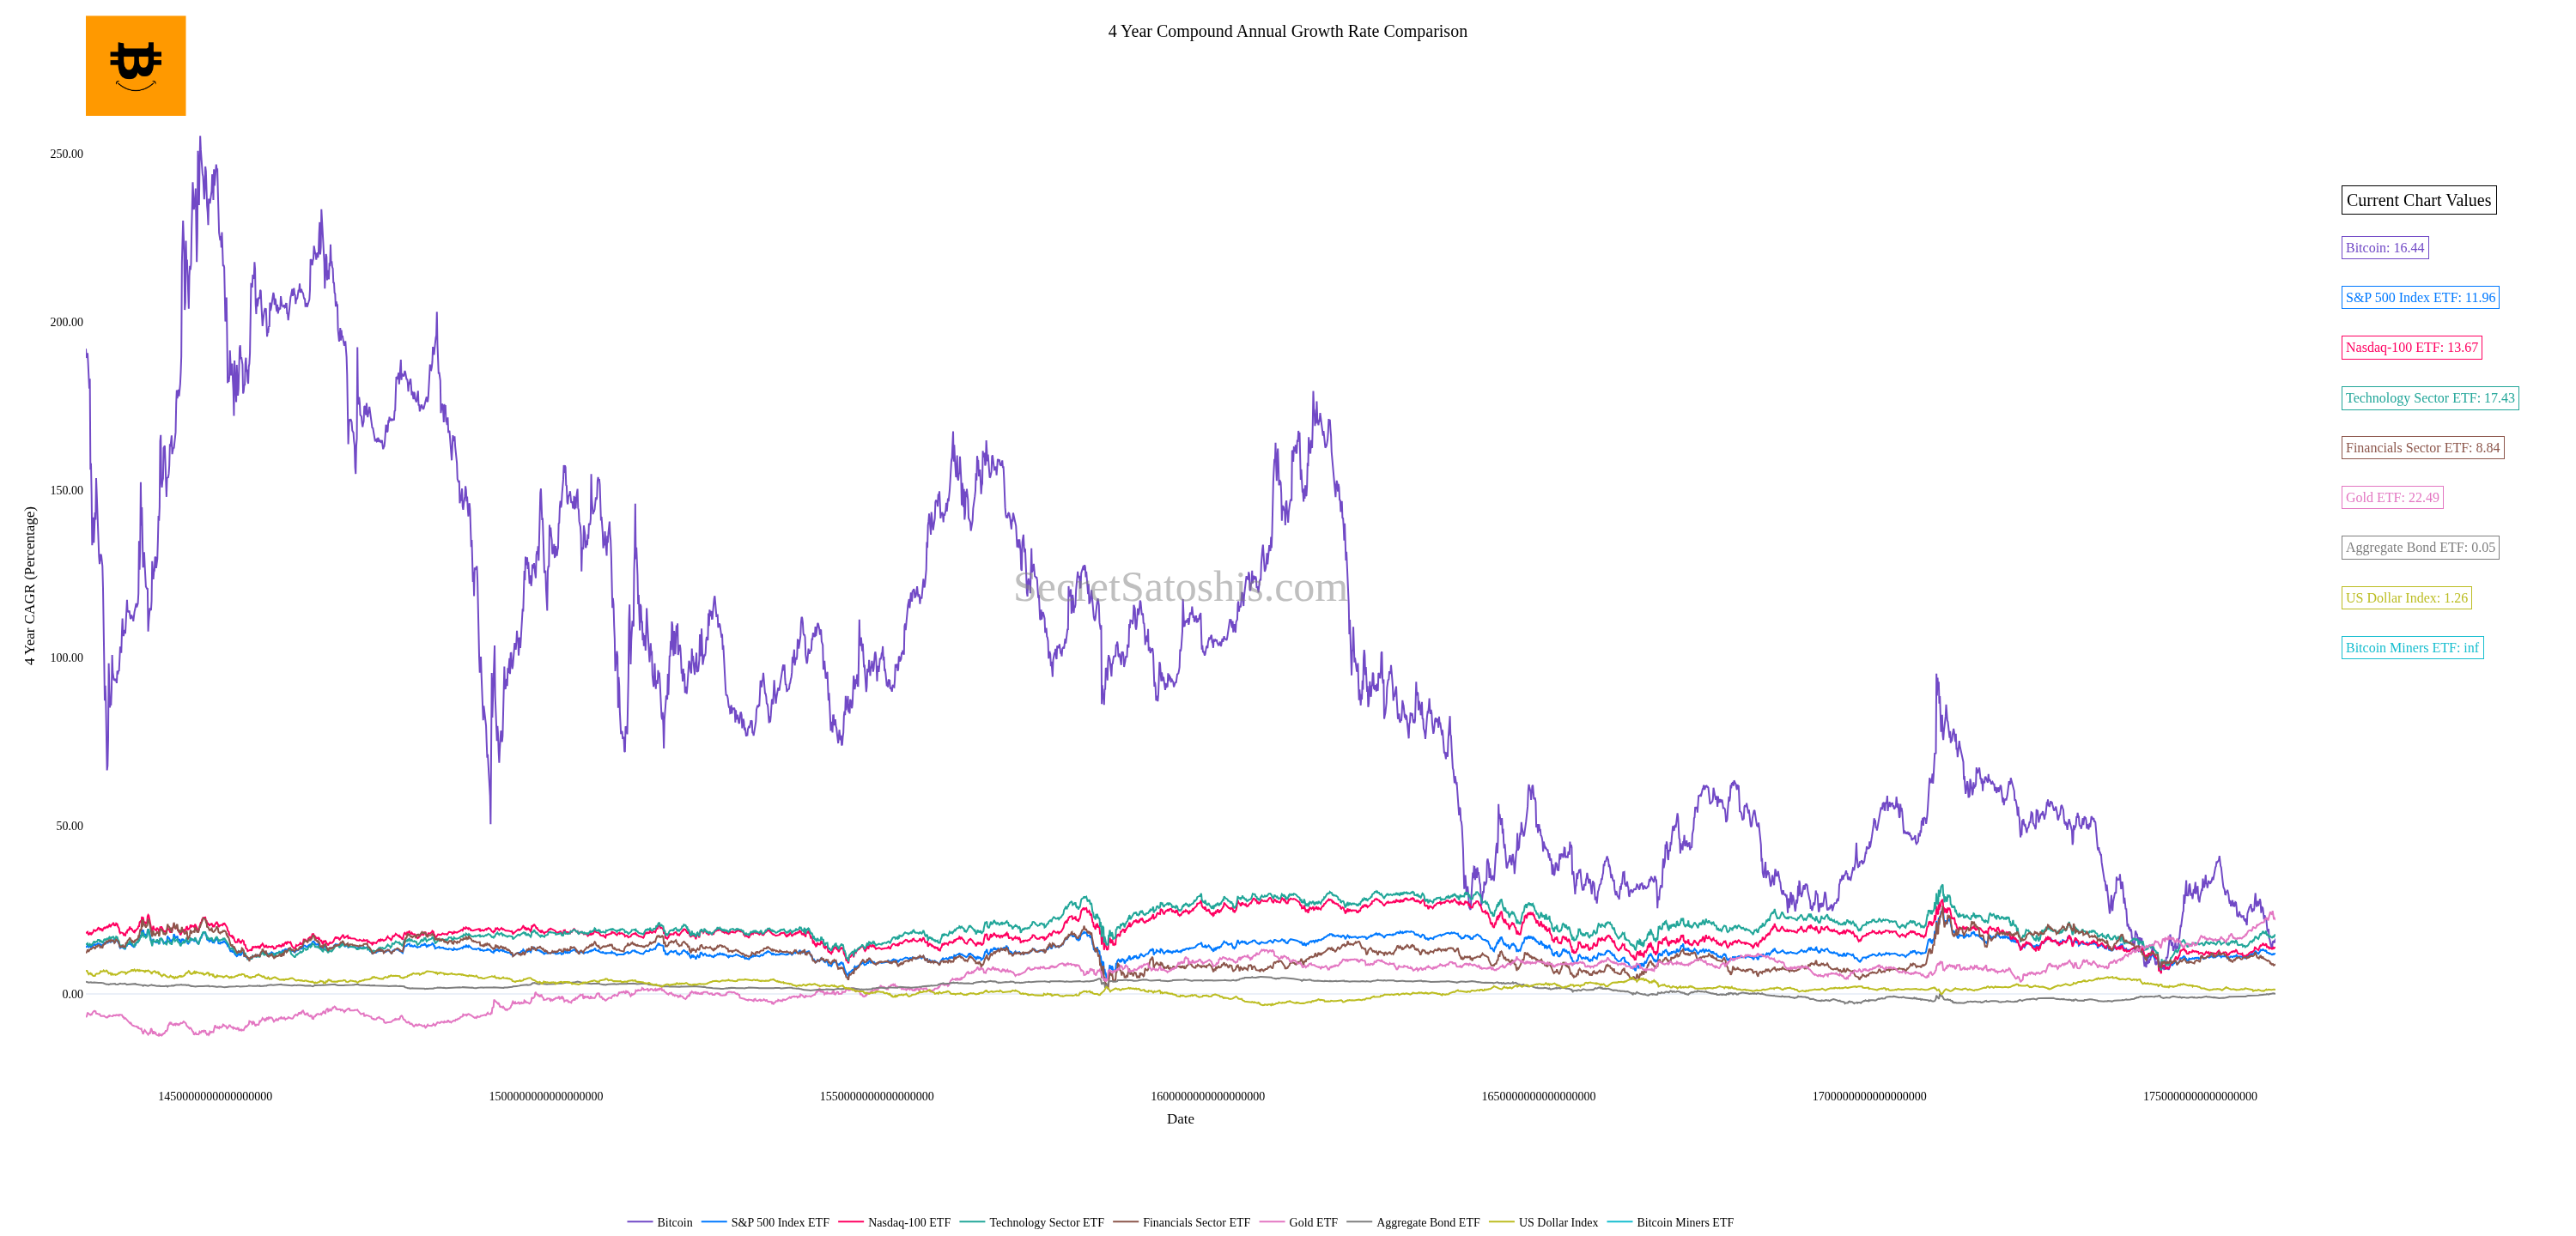 4 Year Compound Annual Growth Rate Comparison
250.00
200.00
150.00
100.00
50.00
0.00
4 Year CAGR (Percentage)
SecretSatoshis.com
Current Chart Values
Bitcoin: 16.44
S&P 500 Index ETF: 11.96
Nasdaq-100 ETF: 13.67
Technology Sector ETF: 17.43
Financials Sector ETF: 8.84
Gold ETF: 22.49
Aggregate Bond ETF: 0.05
US Dollar Index: 1.26
Bitcoin Miners ETF: inf
1450000000000000000 1500000000000000000 1550000000000000000 1600000000000000000 1650000000000000000 1700000000000000000 1750000000000000000
Date
Bitcoin S&P 500 Index ETF Nasdaq-100 ETF Technology Sector ETF Financials Sector ETF Gold ETF Aggregate Bond ETF US Dollar Index Bitcoin Miners ETF